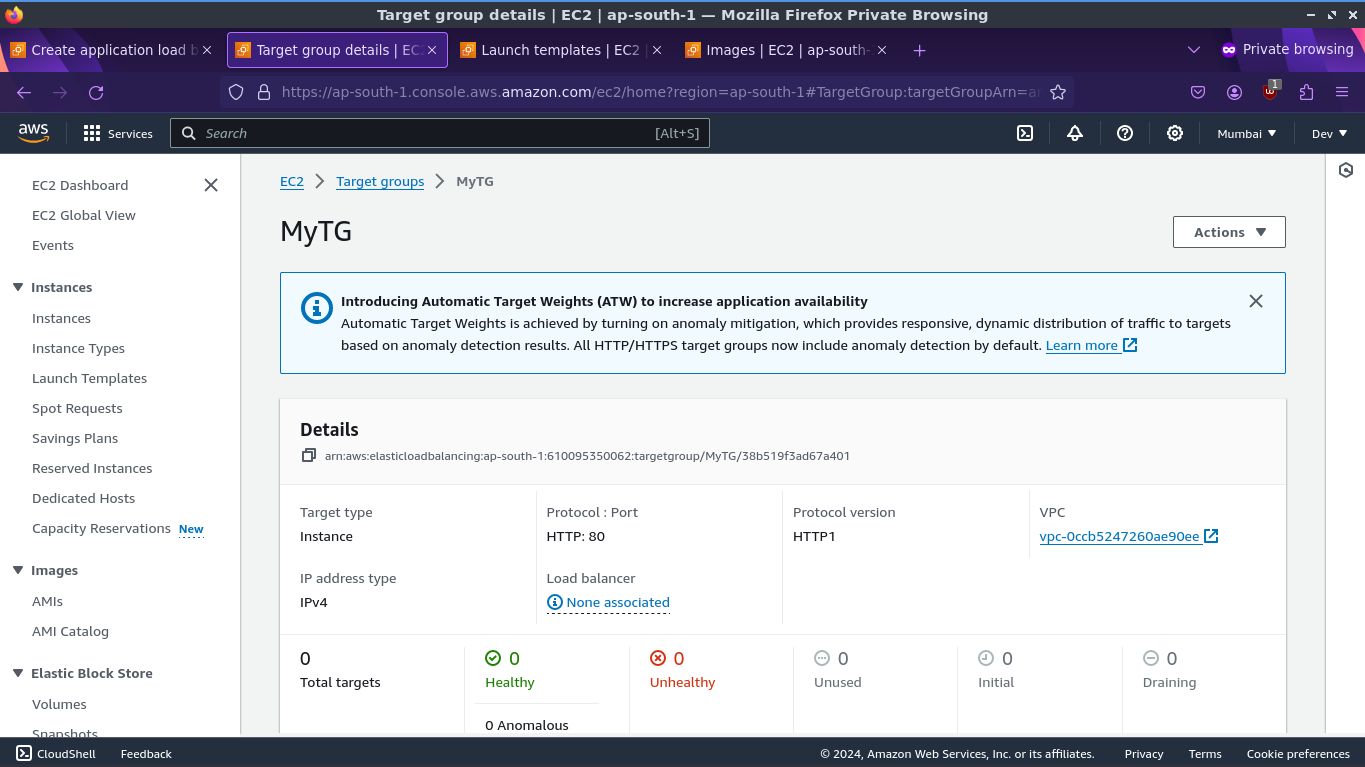 Target group details | EC2 | ap-south-1 — Mozilla Firefox Private Browsing
Create application load b
Target group details | EC2
Launch templates | EC2
Images | EC2 | ap-south-
Private browsing
https://ap-south-1.console.aws.amazon.com/ec2/home?region=ap-south-1#TargetGroup:targetGroupArn=ar
1
aws
Services
Search
[Alt+S]
Mumbai
Dev
EC2 Dashboard
EC2 Global View
Events
Instances
Instances
Instance Types
Launch Templates
Spot Requests
Savings Plans
Reserved Instances
Dedicated Hosts
Capacity Reservations New
Images
AMIs
AMI Catalog
Elastic Block Store
Volumes
Snapshots
EC2
Target groups
MyTG
MyTG
Actions
Introducing Automatic Target Weights (ATW) to increase application availability
Automatic Target Weights is achieved by turning on anomaly mitigation, which provides responsive, dynamic distribution of traffic to targets
based on anomaly detection results. All HTTP/HTTPS target groups now include anomaly detection by default. Learn more
Details
arn:aws:elasticloadbalancing:ap-south-1:610095350062:targetgroup/MyTG/38b519f3ad67a401
Target type
Instance
Protocol : Port
HTTP: 80
Protocol version
HTTP1
VPC
vpc-0ccb5247260ae90ee
IP address type
IPv4
Load balancer
None associated
0
Total targets
0
Healthy
0 Anomalous
0
Unhealthy
0
Unused
0
Initial
0
Draining
CloudShell
Feedback
© 2024, Amazon Web Services, Inc. or its affiliates.
Privacy
Terms
Cookie preferences